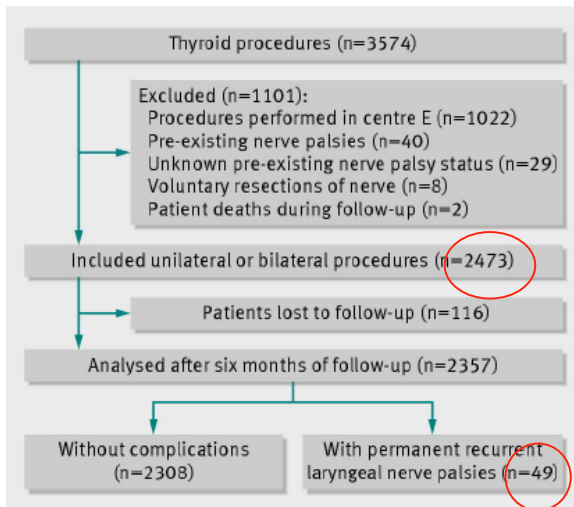 Thyroid procedures (n=3574)
Excluded (n=1101):
Procedures performed in centre E (n=1022)
Pre-existing nerve palsies (n=40)
Unknown pre-existing nerve palsy status (n=29)
Voluntary resections of nerve (n=8)
Patient deaths during follow-up (n=2)
Included unilateral or bilateral procedures (n=2473)
Patients lost to follow-up (n=116)
Analysed after six months of follow-up (n=2357)
Without complications
(n=2308)
With permanent recurrent
laryngeal nerve palsies (n=49)